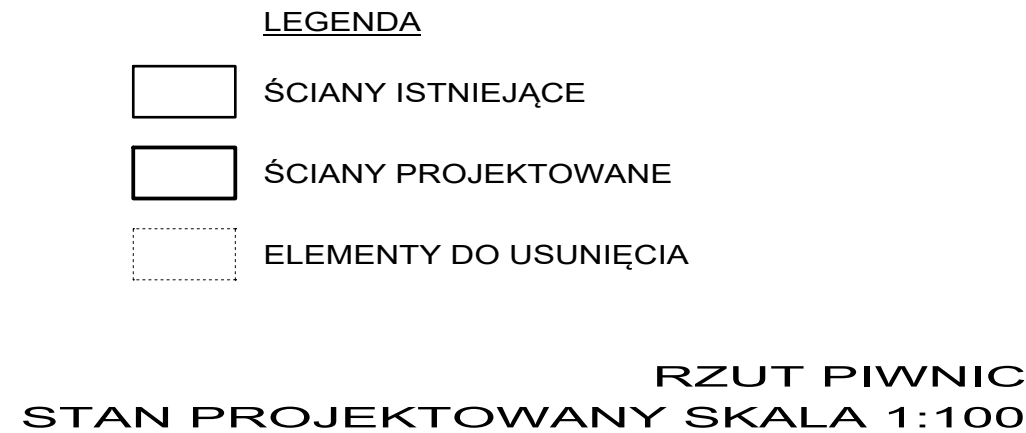 LEGENDA
ŚCIANY ISTNIEJĄCE
ŚCIANY PROJEKTOWANE
ELEMENTY DO USUNIĘCIA
RZUT PIWNIC
STAN PROJEKTOWANY SKALA 1:100